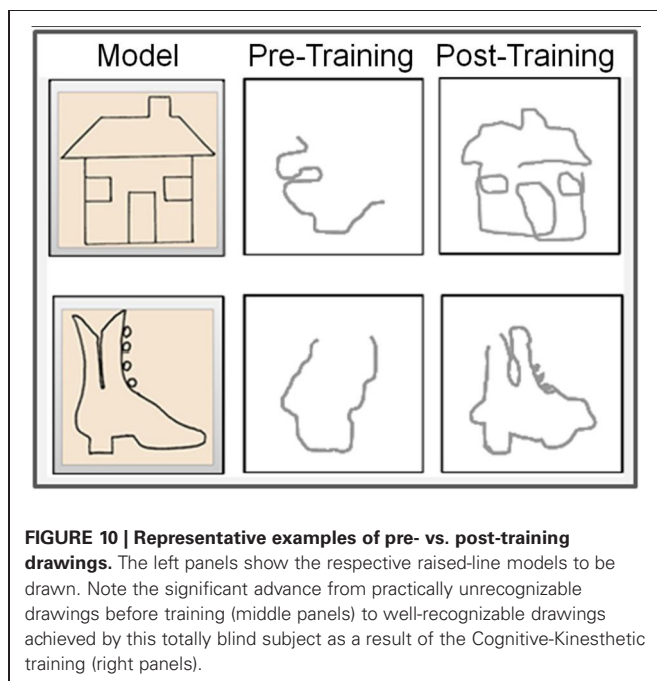 Model Pre-Training Post-Training
FIGURE 10 | Representative examples of pre- vs. post-training
drawings. The left panels show the respective raised-line models to be
drawn. Note the significant advance from practically unrecognizable
drawings before training (middle panels) to well-recognizable drawings
achieved by this totally blind subject as a result of the Cognitive-Kinesthetic
training (right panels).